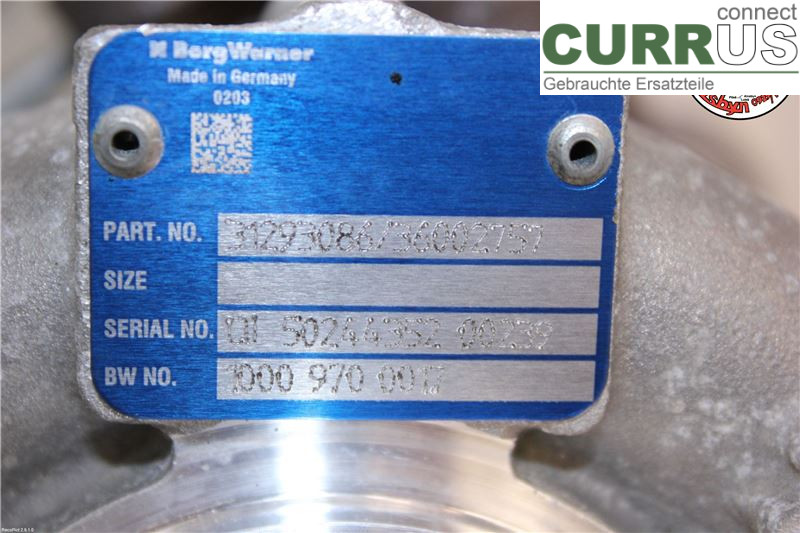 connect
CURRUS
Gebrauchte Ersatzteile
BorgWarner
Made in Germany
0203
PART. NO. 31293086/36002757
SIZE
SERIAL NO. 50244352 00239
BW NO. 1000 970 0017